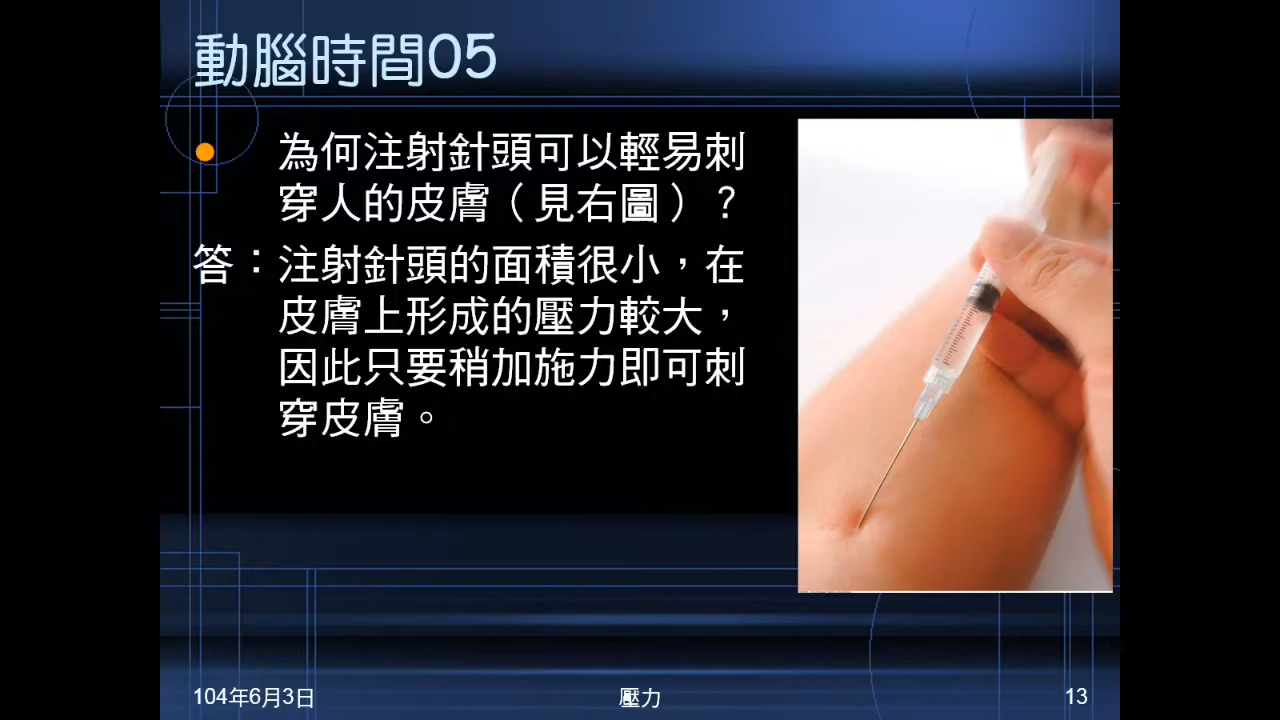 動腦時間05
為何注射針頭可以輕易刺
穿人的皮膚（見右圖）？
答：注射針頭的面積很小，在
皮膚上形成的壓力較大，
因此只要稍加施力即可刺
穿皮膚。
104年6月3日
壓力
13